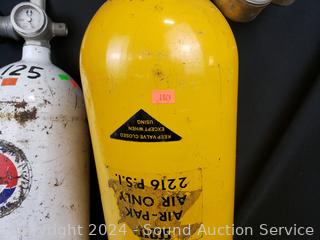 125
KEEP VALVE CLOSED
EXCEPT WHEN
USING
AIR-PAK
AIR ONLY
2216 P.S.I.
Copyright 2024 - Sound Auction Service